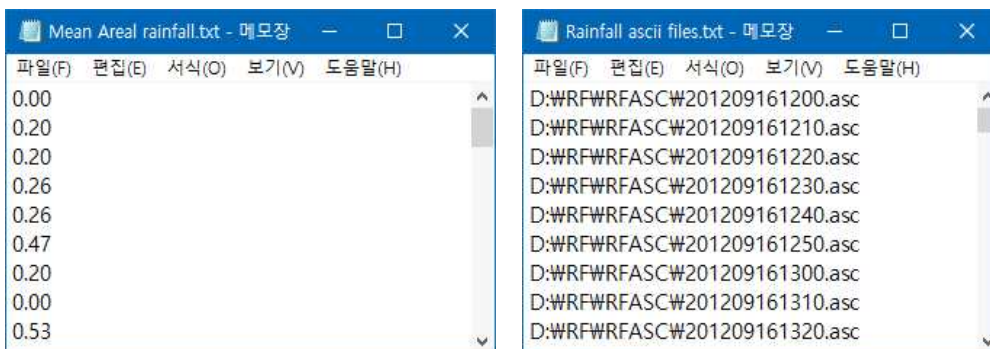 Mean Areal rainfall.txt - 메모장
파일(F) 편집(E) 서식(O) 보기(V) 도움말(H)
0.00
0.20
0.20
0.26
0.26
0.47
0.20
0.00
0.53
Rainfall ascii files.txt - 메모장
파일(F) 편집(E) 서식(O) 보기(V) 도움말(H)
D:₩RF₩RFASC₩201209161200.asc
D:₩RF₩RFASC₩201209161210.asc
D:₩RF₩RFASC₩201209161220.asc
D:₩RF₩RFASC₩201209161230.asc
D:₩RF₩RFASC₩201209161240.asc
D:₩RF₩RFASC₩201209161250.asc
D:₩RF₩RFASC₩201209161300.asc
D:₩RF₩RFASC₩201209161310.asc
D:₩RF₩RFASC₩201209161320.asc